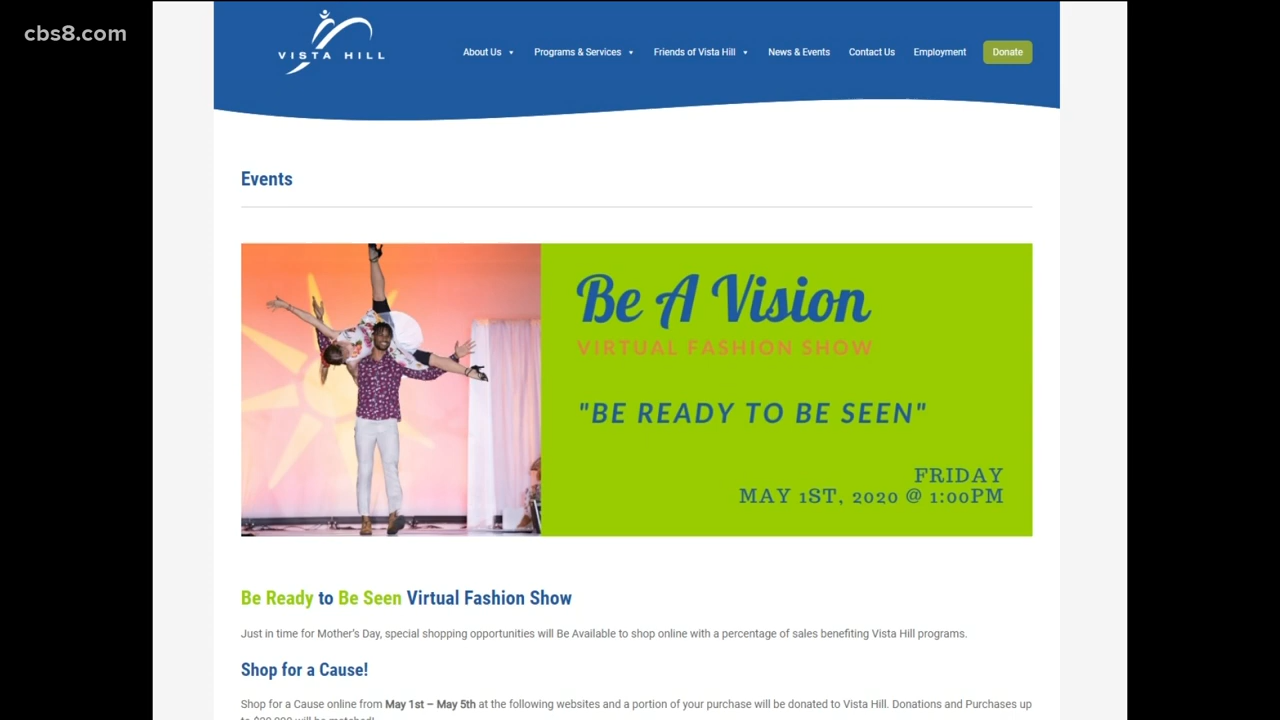 cbs8.com
VISTA HILL
About Us Programs & Services Friends of Vista Hill News & Events Contact Us Employment Donate
Events
Be A Vision
VIRTUAL FASHION SHOW
"BE READY TO BE SEEN"
FRIDAY
MAY 1ST, 2020 @ 1:00PM
Be Ready to Be Seen Virtual Fashion Show
Just in time for Mother's Day, special shopping opportunities will Be Available to shop online with a percentage of sales benefiting Vista Hill programs.
Shop for a Cause!
Shop for a Cause online from May 1st – May 5th at the following websites and a portion of your purchase will be donated to Vista Hill. Donations and Purchases up
will be matched!